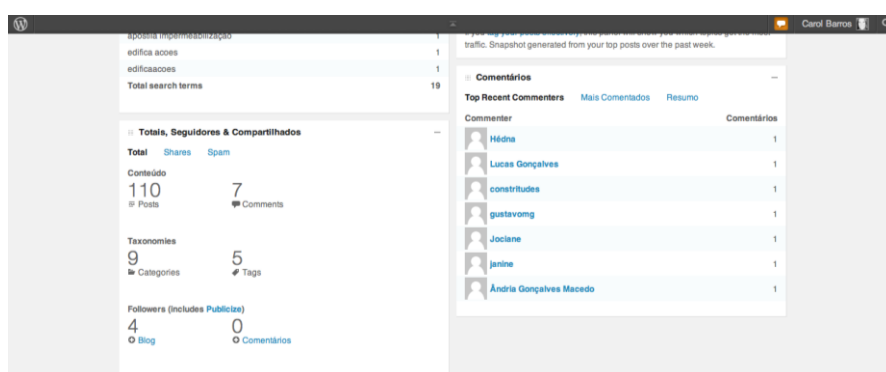 Carol Barros
apostila impermeabilização 1
edifica acoes 1
edificaacoes 1
Total search terms 19
Totais, Seguidores & Compartilhados
Total Shares Spam
Conteúdo
110 7
Posts Comments
Taxonomies
9 5
Categories Tags
Followers (includes Publicize)
4 0
Blog Comentários
traffic. Snapshot generated from your top posts over the past week.
Comentários
Top Recent Commenters Mais Comentados Resumo
Commenter Comentários
Hédna 1
Lucas Gonçalves 1
constritudes 1
gustavomg 1
Jociane 1
janine 1
Ândria Gonçalves Macedo 1